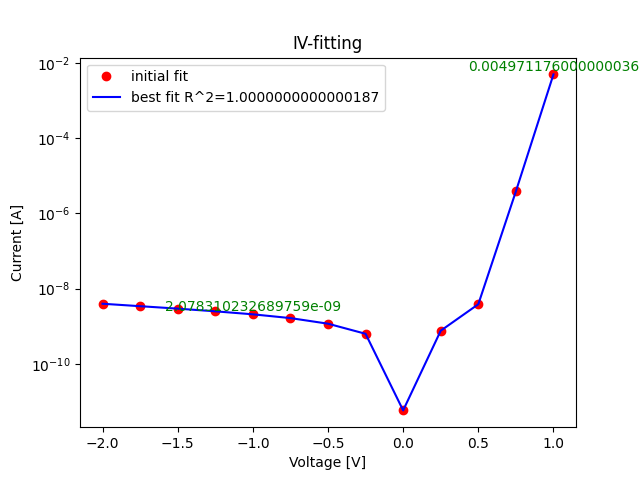 IV-fitting
0.004971176000000036
initial fit
best fit R^2=1.0000000000000187
10⁻²
10⁻⁴
10⁻⁶
10⁻⁸
10⁻¹⁰
Current [A]
2.078310232689759e-09
−2.0 −1.5 −1.0 −0.5 0.0 0.5 1.0
Voltage [V]